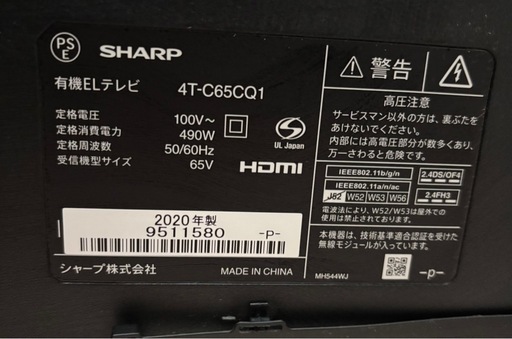 PS
E
SHARP
有機ELテレビ 4T-C65CQ1
定格電圧 100V～
定格消費電力 490W
定格周波数 50/60Hz
受信機型サイズ 65V
S
UL Japan
HDMI
2020年製
9511580 -P-
シャープ株式会社 MADE IN CHINA
警告
高圧注意
サービスマン以外の方は、裏ぶたを
あけないでください。
内部には高電圧部分が数多くあり、
万一さわると危険です。
IEEE802.11b/g/n
IEEE802.11a/n/ac
J52 W52 W53 W56
2.4DS/OF4
2.4FH3
電波法により、W52/W53は屋外での
使用は禁止されております。
本機器は、技術基準適合認証を受けた
無線モジュールが入っています。
MH544WJ
-P-